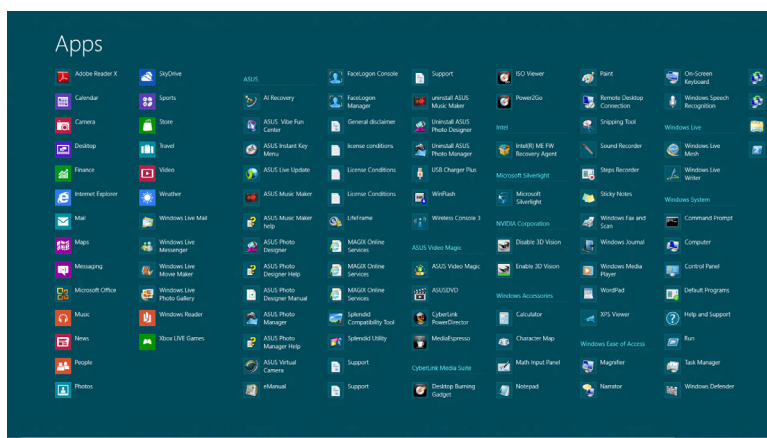 Apps
Adobe Reader X
Calendar
Camera
Desktop
Finance
Internet Explorer
Mail
Maps
Messaging
Microsoft Office
Music
News
People
Photos
SkyDrive
Sports
Store
Travel
Video
Weather
Windows Live Mail
Windows Live
Messenger
Windows Live
Movie Maker
Windows Live
Photo Gallery
Windows Reader
Xbox LIVE Games
ASUS
AI Recovery
ASUS Vibe Fun
Center
ASUS Instant Key
Menu
ASUS Live Update
ASUS Music Maker
ASUS Music Maker
help
ASUS Photo
Designer
ASUS Photo
Designer Help
ASUS Photo
Designer Manual
ASUS Photo
Manager
ASUS Photo
Manager Help
ASUS Virtual
Camera
eManual
FaceLogon Console
FaceLogon
Manager
General disclaimer
license conditions
License Conditions
License Conditions
LifeFrame
MAGIX Online
Services
MAGIX Online
Services
MAGIX Online
Services
Splendid
Compatibility Tool
Splendid Utility
Support
Support
Support
uninstall ASUS
Music Maker
Uninstall ASUS
Photo Designer
Uninstall ASUS
Photo Manager
USB Charger Plus
WinFlash
Wireless Console 3
ASUS Video Magic
ASUS Video Magic
ASUSDVD
CyberLink
PowerDirector
MediaEspresso
CyberLink Media Suite
Desktop Burning
Gadget
ISO Viewer
Power2Go
Intel
Intel(R) ME FW
Recovery Agent
Microsoft Silverlight
Microsoft
Silverlight
NVIDIA Corporation
Disable 3D Vision
Enable 3D Vision
Windows Accessories
Calculator
Character Map
Math Input Panel
Notepad
Paint
Remote Desktop
Connection
Snipping Tool
Sound Recorder
Steps Recorder
Sticky Notes
Windows Fax and
Scan
Windows Journal
Windows Media
Player
WordPad
XPS Viewer
Windows Ease of Access
Magnifier
Narrator
On-Screen
Keyboard
Windows Speech
Recognition
Windows Live
Windows Live
Mesh
Windows Live
Writer
Windows System
Command Prompt
Computer
Control Panel
Default Programs
Help and Support
Run
Task Manager
Windows Defender